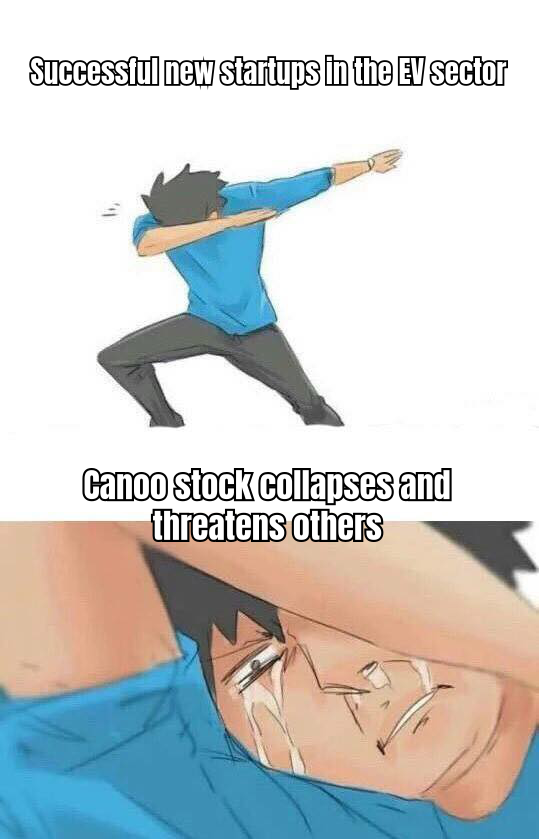 Successful new startups in the EV sector
Canoo stock collapses and
threatens others